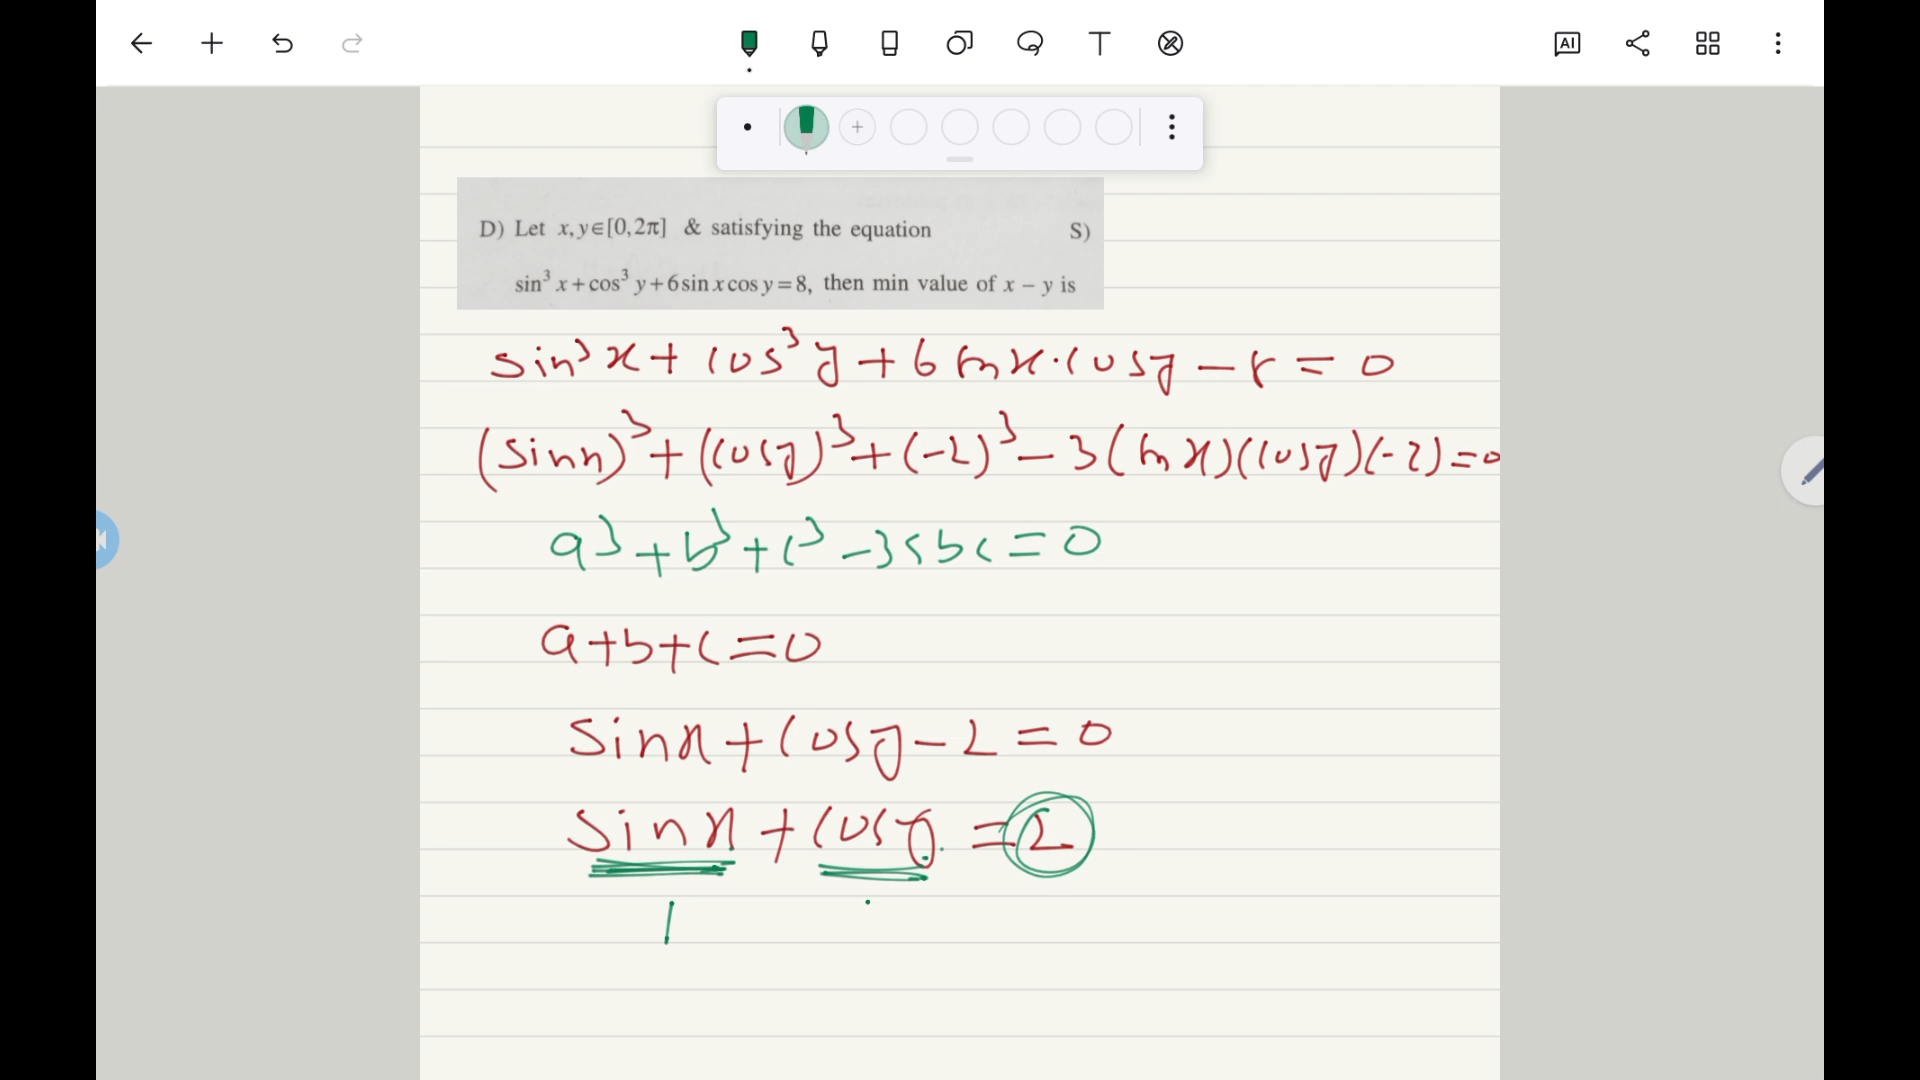 AI
D) Let x, y ∈ [0, 2π] & satisfying the equation S)
sin³ x + cos³ y + 6 sin x cos y = 8, then min value of x − y is
sin³x + cos³y + 6 sinx·cosy − 8 = 0
(sinx)³ + (cosy)³ + (-2)³ − 3(sinx)(cosy)(-2) = 0
a³ + b³ + c³ − 3abc = 0
a+b+c = 0
sinx + cosy − 2 = 0
sinx + cosy = 2
1